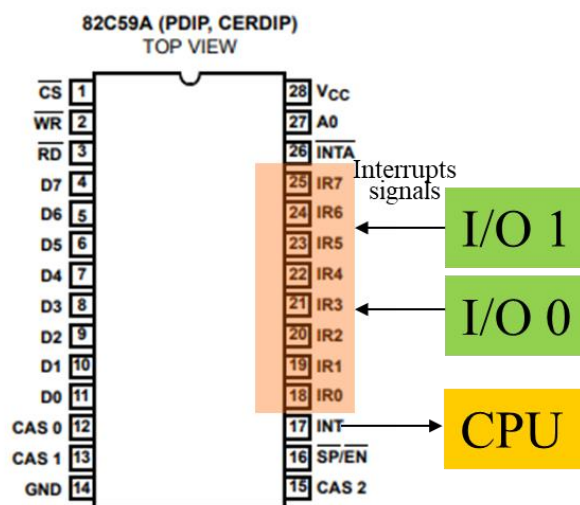 82C59A (PDIP, CERDIP)
TOP VIEW
CS 1 28 VCC
WR 2 27 A0
RD 3 26 INTA
D7 4 25 IR7
D6 5 24 IR6
D5 6 23 IR5
D4 7 22 IR4
D3 8 21 IR3
D2 9 20 IR2
D1 10 19 IR1
D0 11 18 IR0
CAS 0 12 17 INT
CAS 1 13 16 SP/EN
GND 14 15 CAS 2
Interrupts
signals
I/O 1
I/O 0
CPU